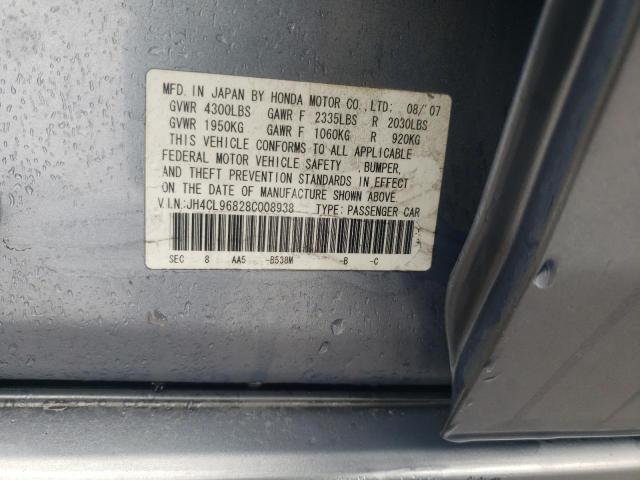 MFD. IN JAPAN BY HONDA MOTOR CO.,LTD: 08/'07
GVWR 4300LBS GAWR F 2335LBS R 2030LBS
GVWR 1950KG GAWR F 1060KG R 920KG
THIS VEHICLE CONFORMS TO ALL APPLICABLE
FEDERAL MOTOR VEHICLE SAFETY ,BUMPER,
AND THEFT PREVENTION STANDARDS IN EFFECT
ON THE DATE OF MANUFACTURE SHOWN ABOVE.
V.I.N:JH4CL96828C008938 TYPE: PASSENGER CAR
SEC 8 AA5 -B538M -B -C